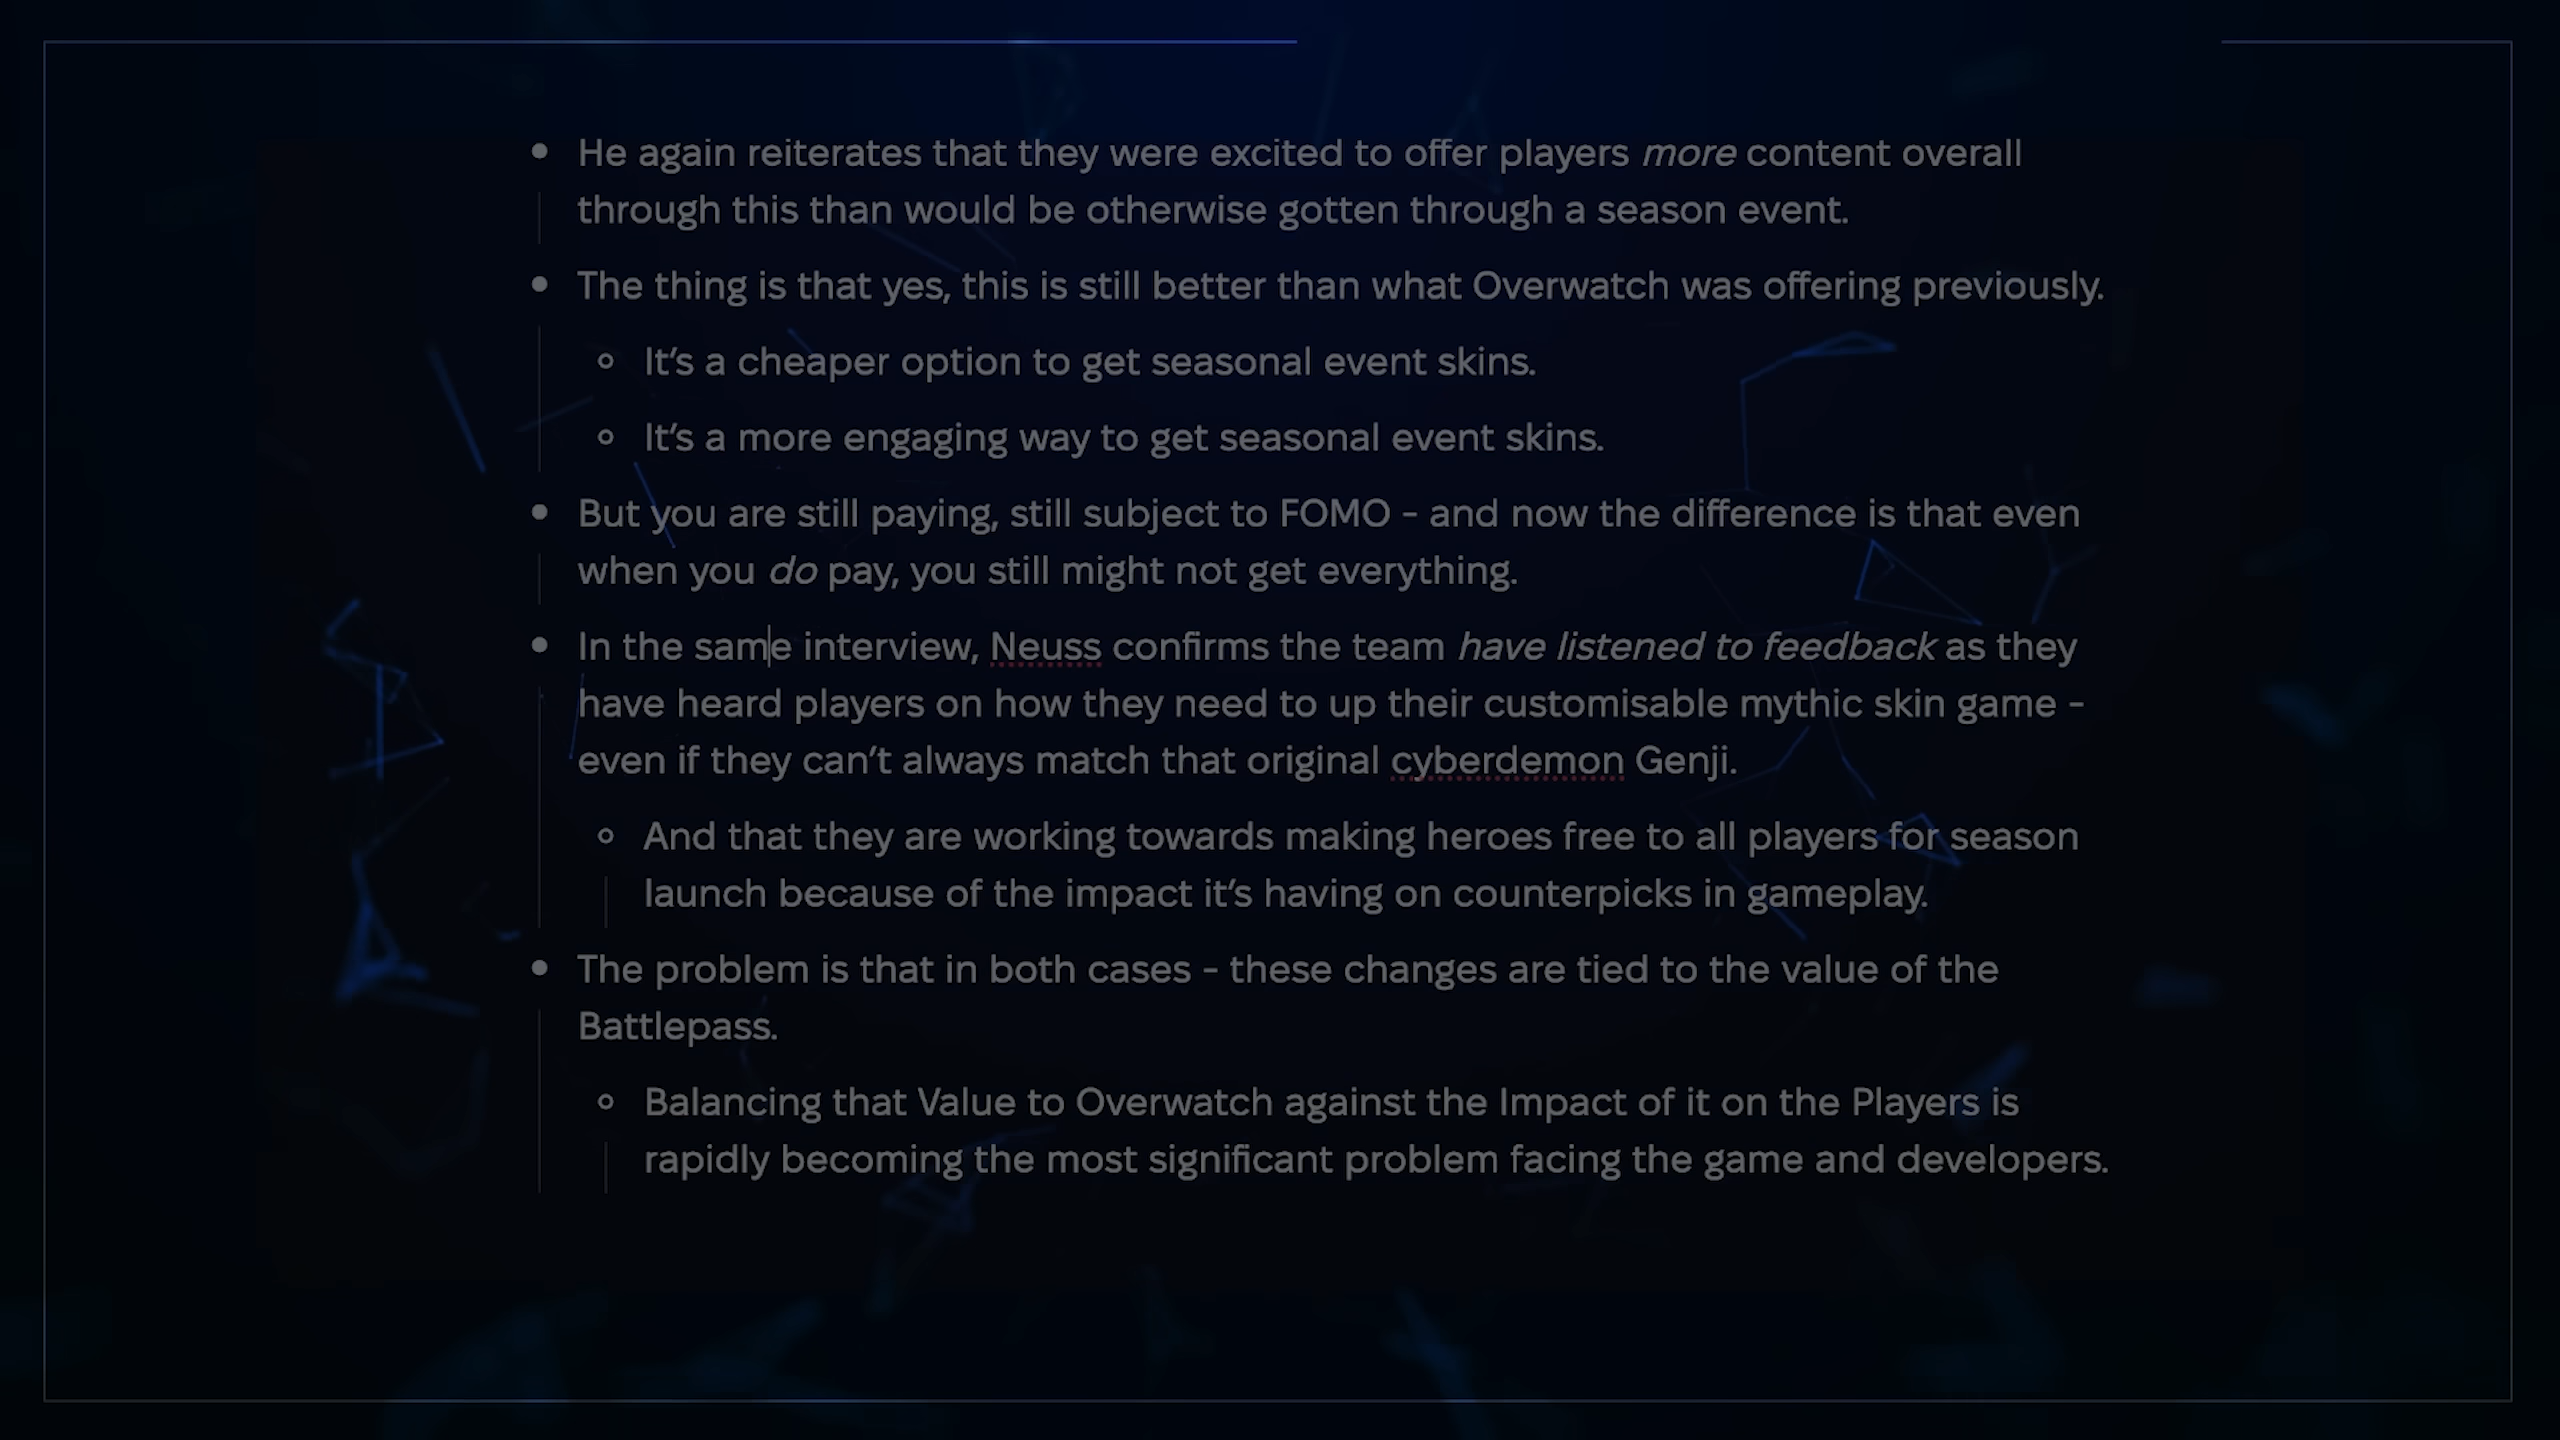 • He again reiterates that they were excited to offer players more content overall
through this than would be otherwise gotten through a season event.
• The thing is that yes, this is still better than what Overwatch was offering previously.
◦ It’s a cheaper option to get seasonal event skins.
◦ It’s a more engaging way to get seasonal event skins.
• But you are still paying, still subject to FOMO - and now the difference is that even
when you do pay, you still might not get everything.
• In the same interview, Neuss confirms the team have listened to feedback as they
have heard players on how they need to up their customisable mythic skin game -
even if they can’t always match that original cyberdemon Genji.
◦ And that they are working towards making heroes free to all players for season
launch because of the impact it’s having on counterpicks in gameplay.
• The problem is that in both cases - these changes are tied to the value of the
Battlepass.
◦ Balancing that Value to Overwatch against the Impact of it on the Players is
rapidly becoming the most significant problem facing the game and developers.